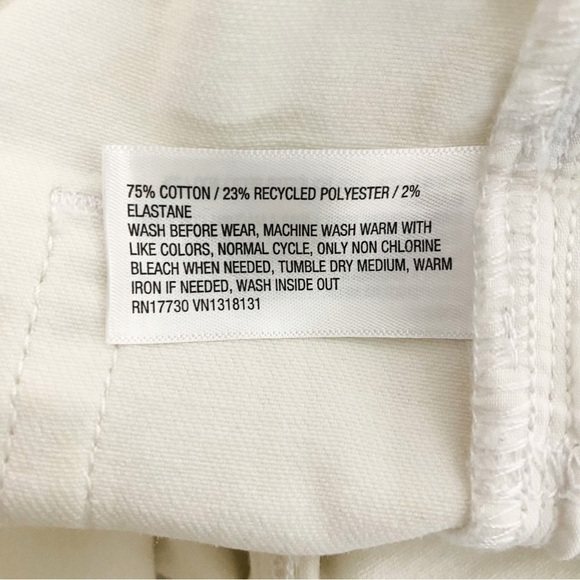 75% COTTON / 23% RECYCLED POLYESTER / 2%
ELASTANE
WASH BEFORE WEAR, MACHINE WASH WARM WITH
LIKE COLORS, NORMAL CYCLE, ONLY NON CHLORINE
BLEACH WHEN NEEDED, TUMBLE DRY MEDIUM, WARM
IRON IF NEEDED, WASH INSIDE OUT
RN17730 VN1318131